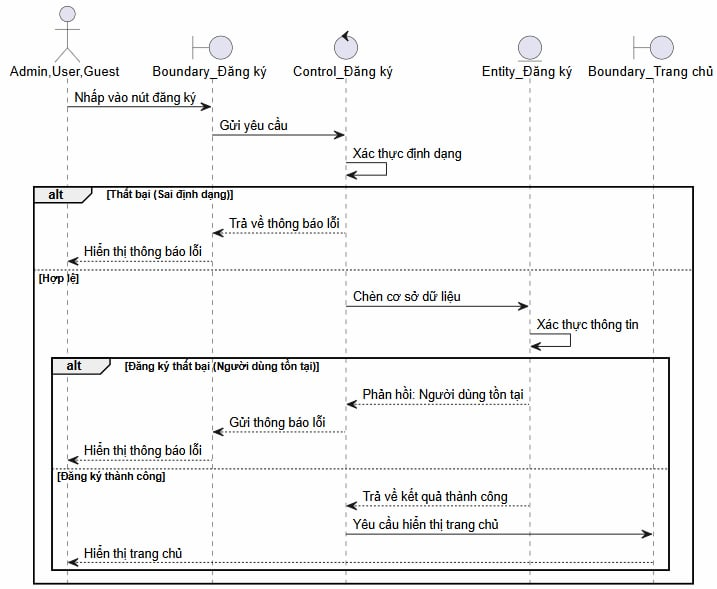 Admin,User,Guest
Boundary_Đăng ký
Control_Đăng ký
Entity_Đăng ký
Boundary_Trang chủ
Nhấp vào nút đăng ký
Gửi yêu cầu
Xác thực định dạng
alt
[Thất bại (Sai định dạng)]
Trả về thông báo lỗi
Hiển thị thông báo lỗi
[Hợp lệ]
Chèn cơ sở dữ liệu
Xác thực thông tin
alt
[Đăng ký thất bại (Người dùng tồn tại)]
Phản hồi: Người dùng tồn tại
Gửi thông báo lỗi
Hiển thị thông báo lỗi
[Đăng ký thành công]
Trả về kết quả thành công
Yêu cầu hiển thị trang chủ
Hiển thị trang chủ